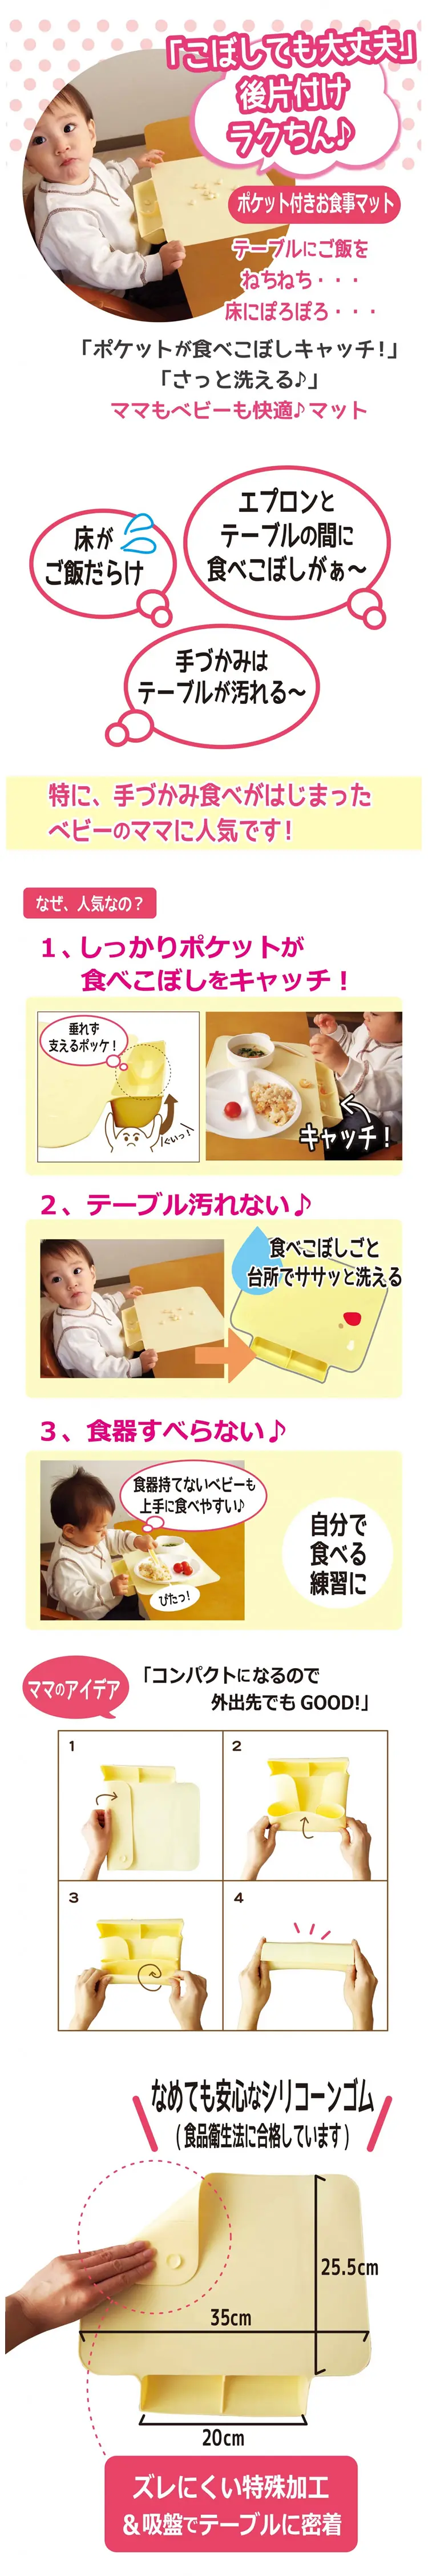 「こぼしても大丈夫」
後片付け
ラクちん♪
ポケット付きお食事マット
テーブルにご飯を
ねちねち・・・
床にぽろぽろ・・・
「ポケットが食べこぼしキャッチ!」
「さっと洗える♪」
ママもベビーも快適♪マット
床が
ご飯だらけ
エプロンと
テーブルの間に
食べこぼしがぁ〜
手づかみは
テーブルが汚れる〜
特に、手づかみ食べがはじまった
ベビーのママに人気です!
なぜ、人気なの?
1、しっかりポケットが
食べこぼしをキャッチ!
垂れず
支えるポッケ!
ぐいっ!
キャッチ!
2、テーブル汚れない♪
食べこぼしごと
台所でササッと洗える
3、食器すべらない♪
食器持てないベビーも
上手に食べやすい♪
ぴたっ!
自分で
食べる
練習に
ママのアイデア
「コンパクトになるので
外出先でも GOOD!」
1
2
3
4
なめても安心なシリコーンゴム
(食品衛生法に合格しています)
25.5cm
35cm
20cm
ズレにくい特殊加工
&吸盤でテーブルに密着